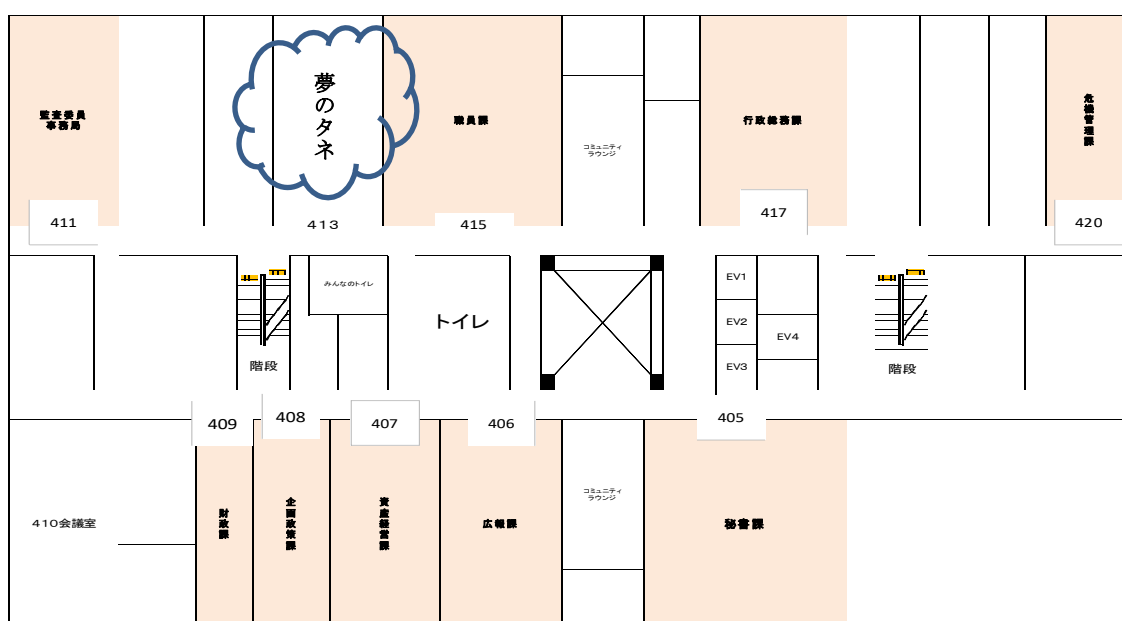 監査委員
事務局
夢のタネ
職員課
コミュニティ
ラウンジ
行政総務課
危機管理課
411
413
415
417
420
みんなのトイレ
トイレ
階段
EV1
EV2
EV3
EV4
階段
409
408
407
406
405
410会議室
財政課
企画政策課
資産経営課
広報課
コミュニティ
ラウンジ
秘書課